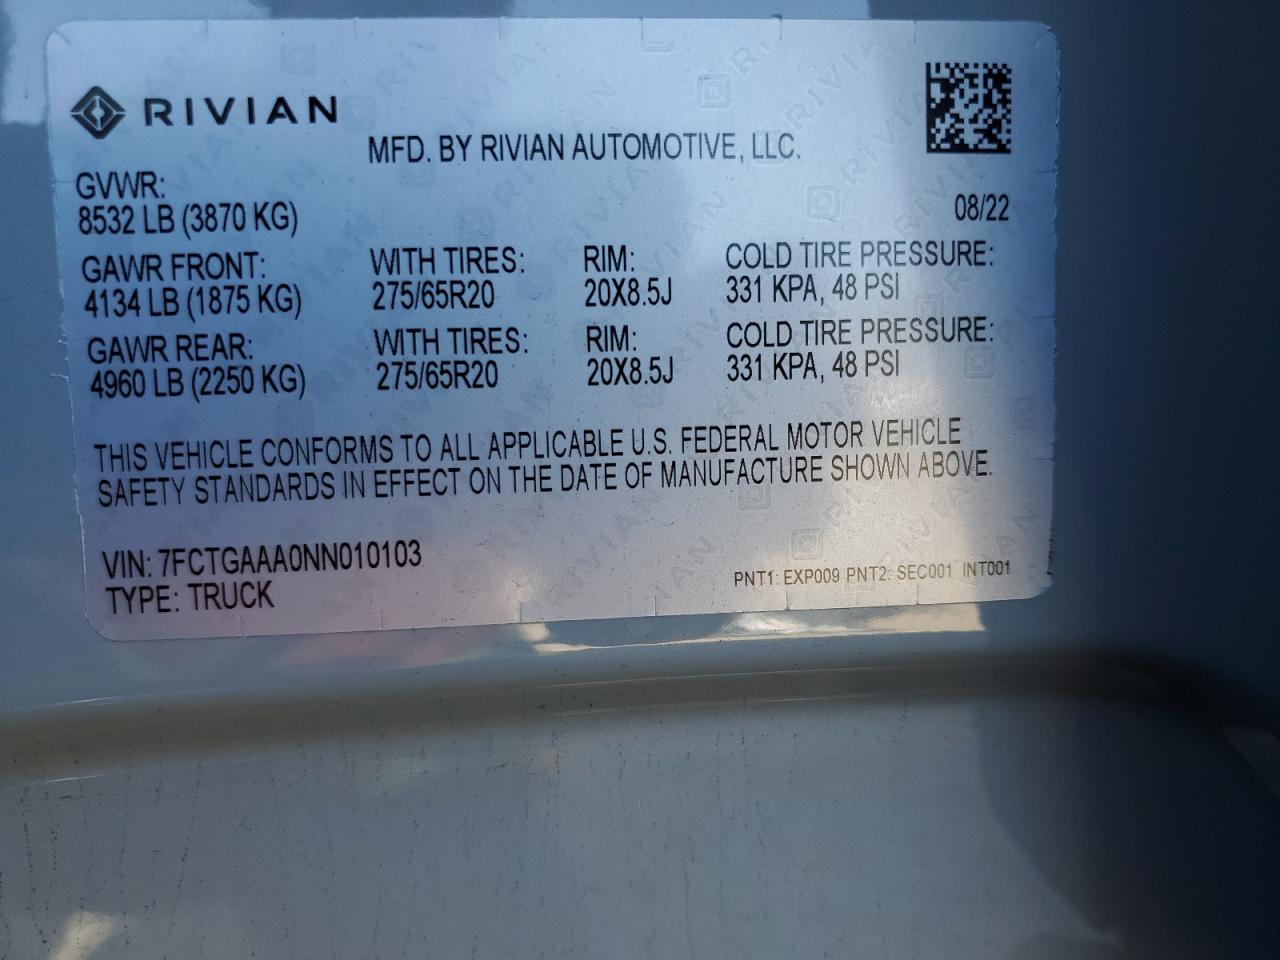 RIVIAN
MFD. BY RIVIAN AUTOMOTIVE, LLC.
GVWR:
8532 LB (3870 KG)
08/22
GAWR FRONT: WITH TIRES: RIM: COLD TIRE PRESSURE:
4134 LB (1875 KG) 275/65R20 20X8.5J 331 KPA, 48 PSI
GAWR REAR: WITH TIRES: RIM: COLD TIRE PRESSURE:
4960 LB (2250 KG) 275/65R20 20X8.5J 331 KPA, 48 PSI
THIS VEHICLE CONFORMS TO ALL APPLICABLE U.S. FEDERAL MOTOR VEHICLE
SAFETY STANDARDS IN EFFECT ON THE DATE OF MANUFACTURE SHOWN ABOVE.
VIN: 7FCTGAAA0NN010103
TYPE: TRUCK
PNT1: EXP009 PNT2: SEC001 INT001